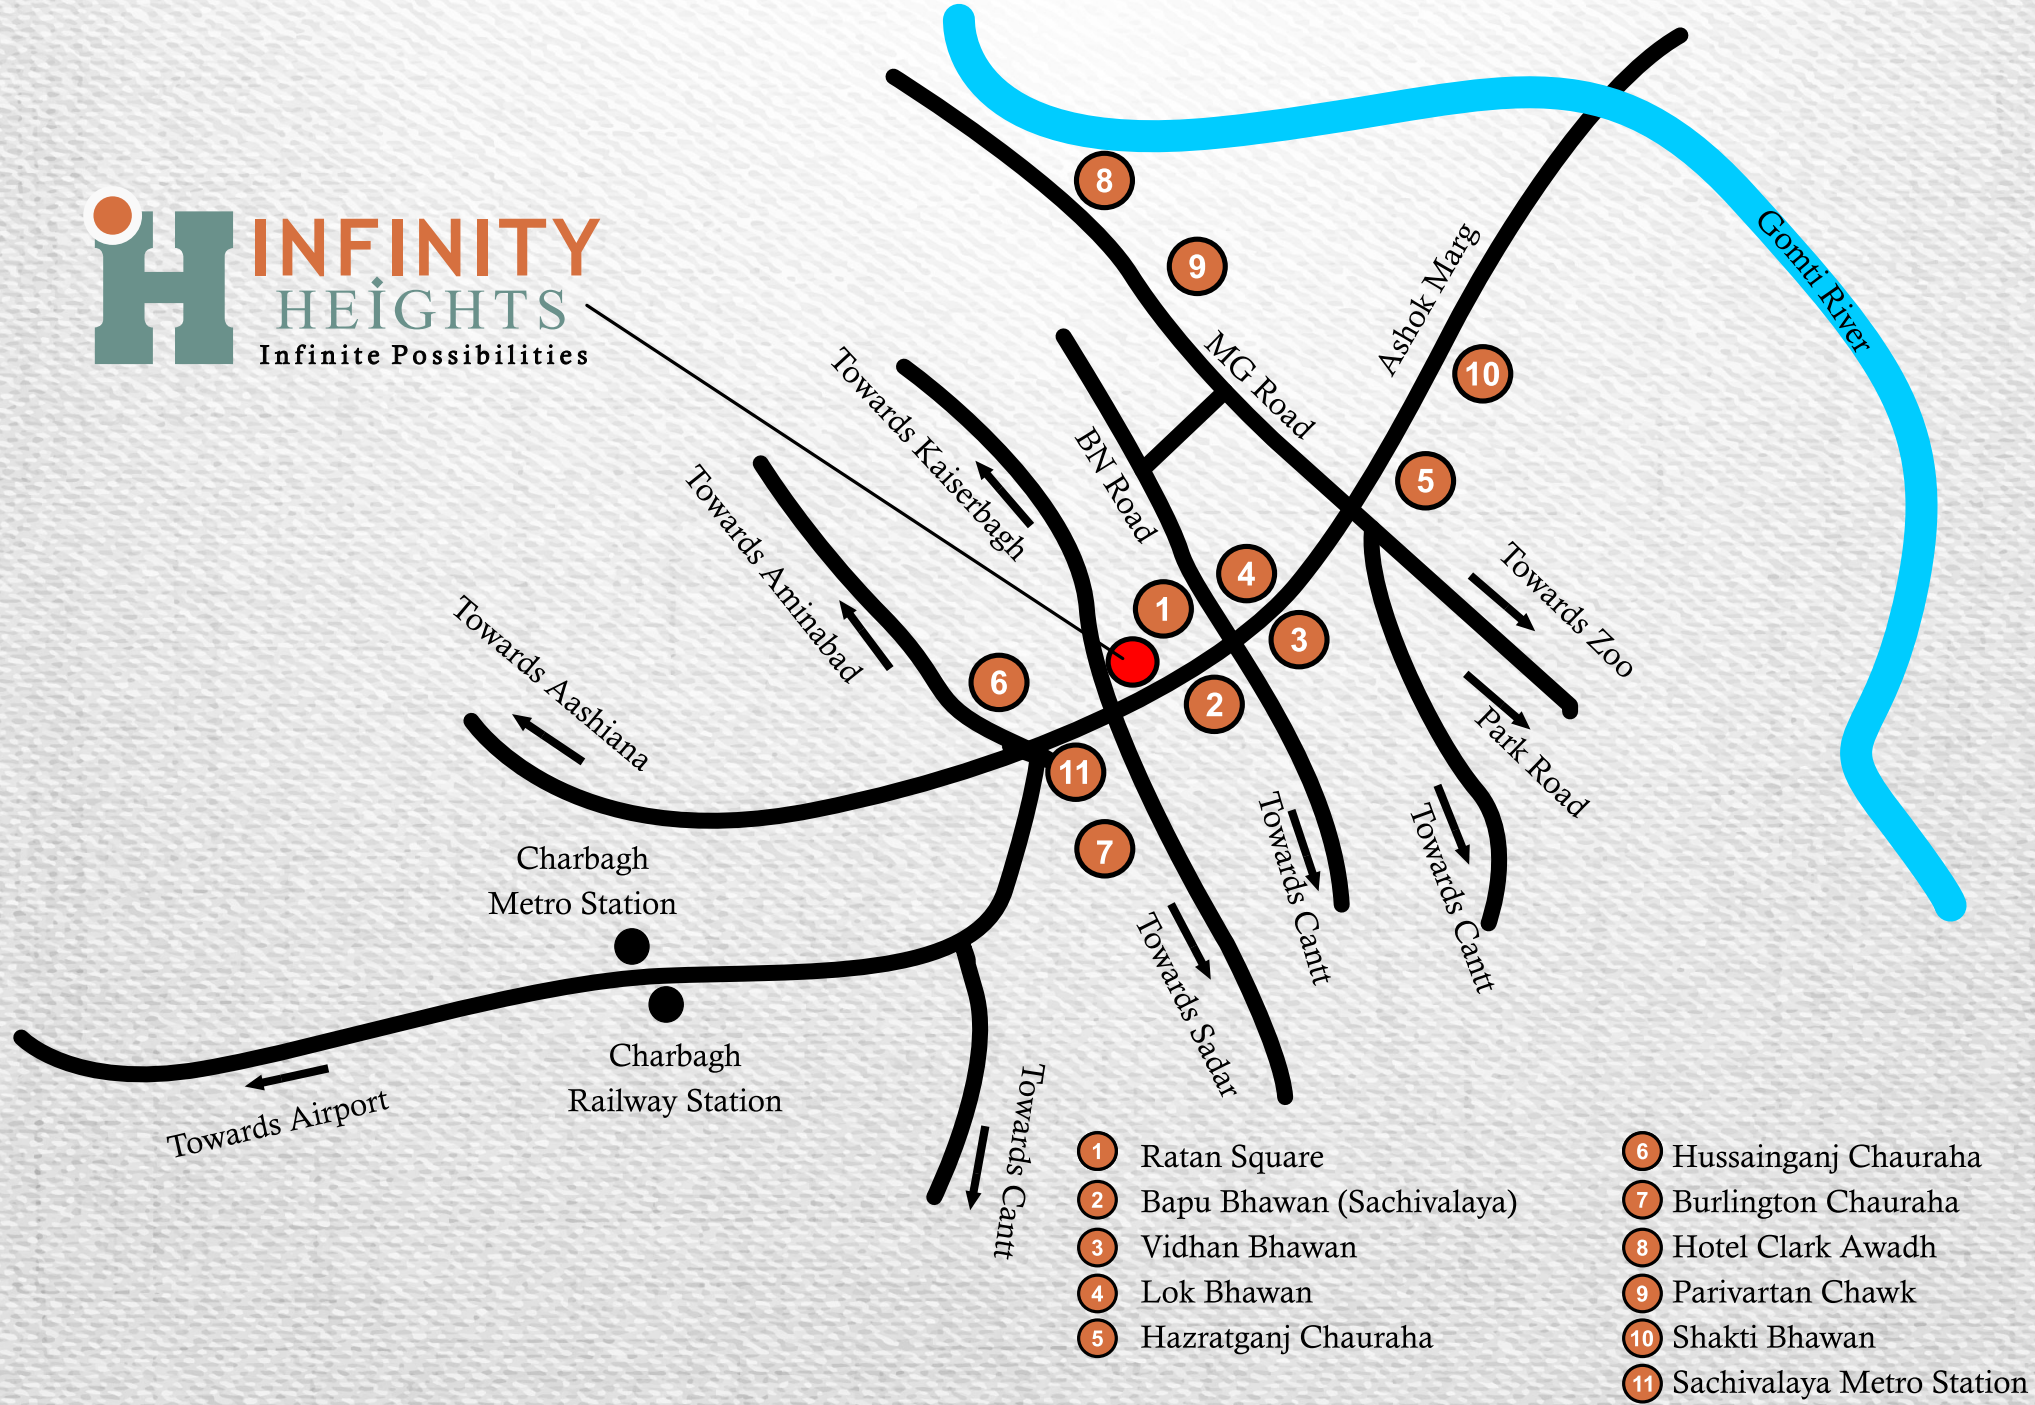 INFINITY
HEIGHTS
Infinite Possibilities
8
9
Gomti River
Ashok Marg
MG Road
10
Towards Kaiserbagh
BN Road
5
Towards Aminabad
4
1
3
Towards Zoo
Towards Aashiana
6
2
Park Road
11
7
Towards Cantt
Towards Cantt
Charbagh
Metro Station
Towards Sadar
Charbagh
Railway Station
Towards Airport
Towards Cantt
1 Ratan Square
2 Bapu Bhawan (Sachivalaya)
3 Vidhan Bhawan
4 Lok Bhawan
5 Hazratganj Chauraha
6 Hussainganj Chauraha
7 Burlington Chauraha
8 Hotel Clark Awadh
9 Parivartan Chawk
10 Shakti Bhawan
11 Sachivalaya Metro Station